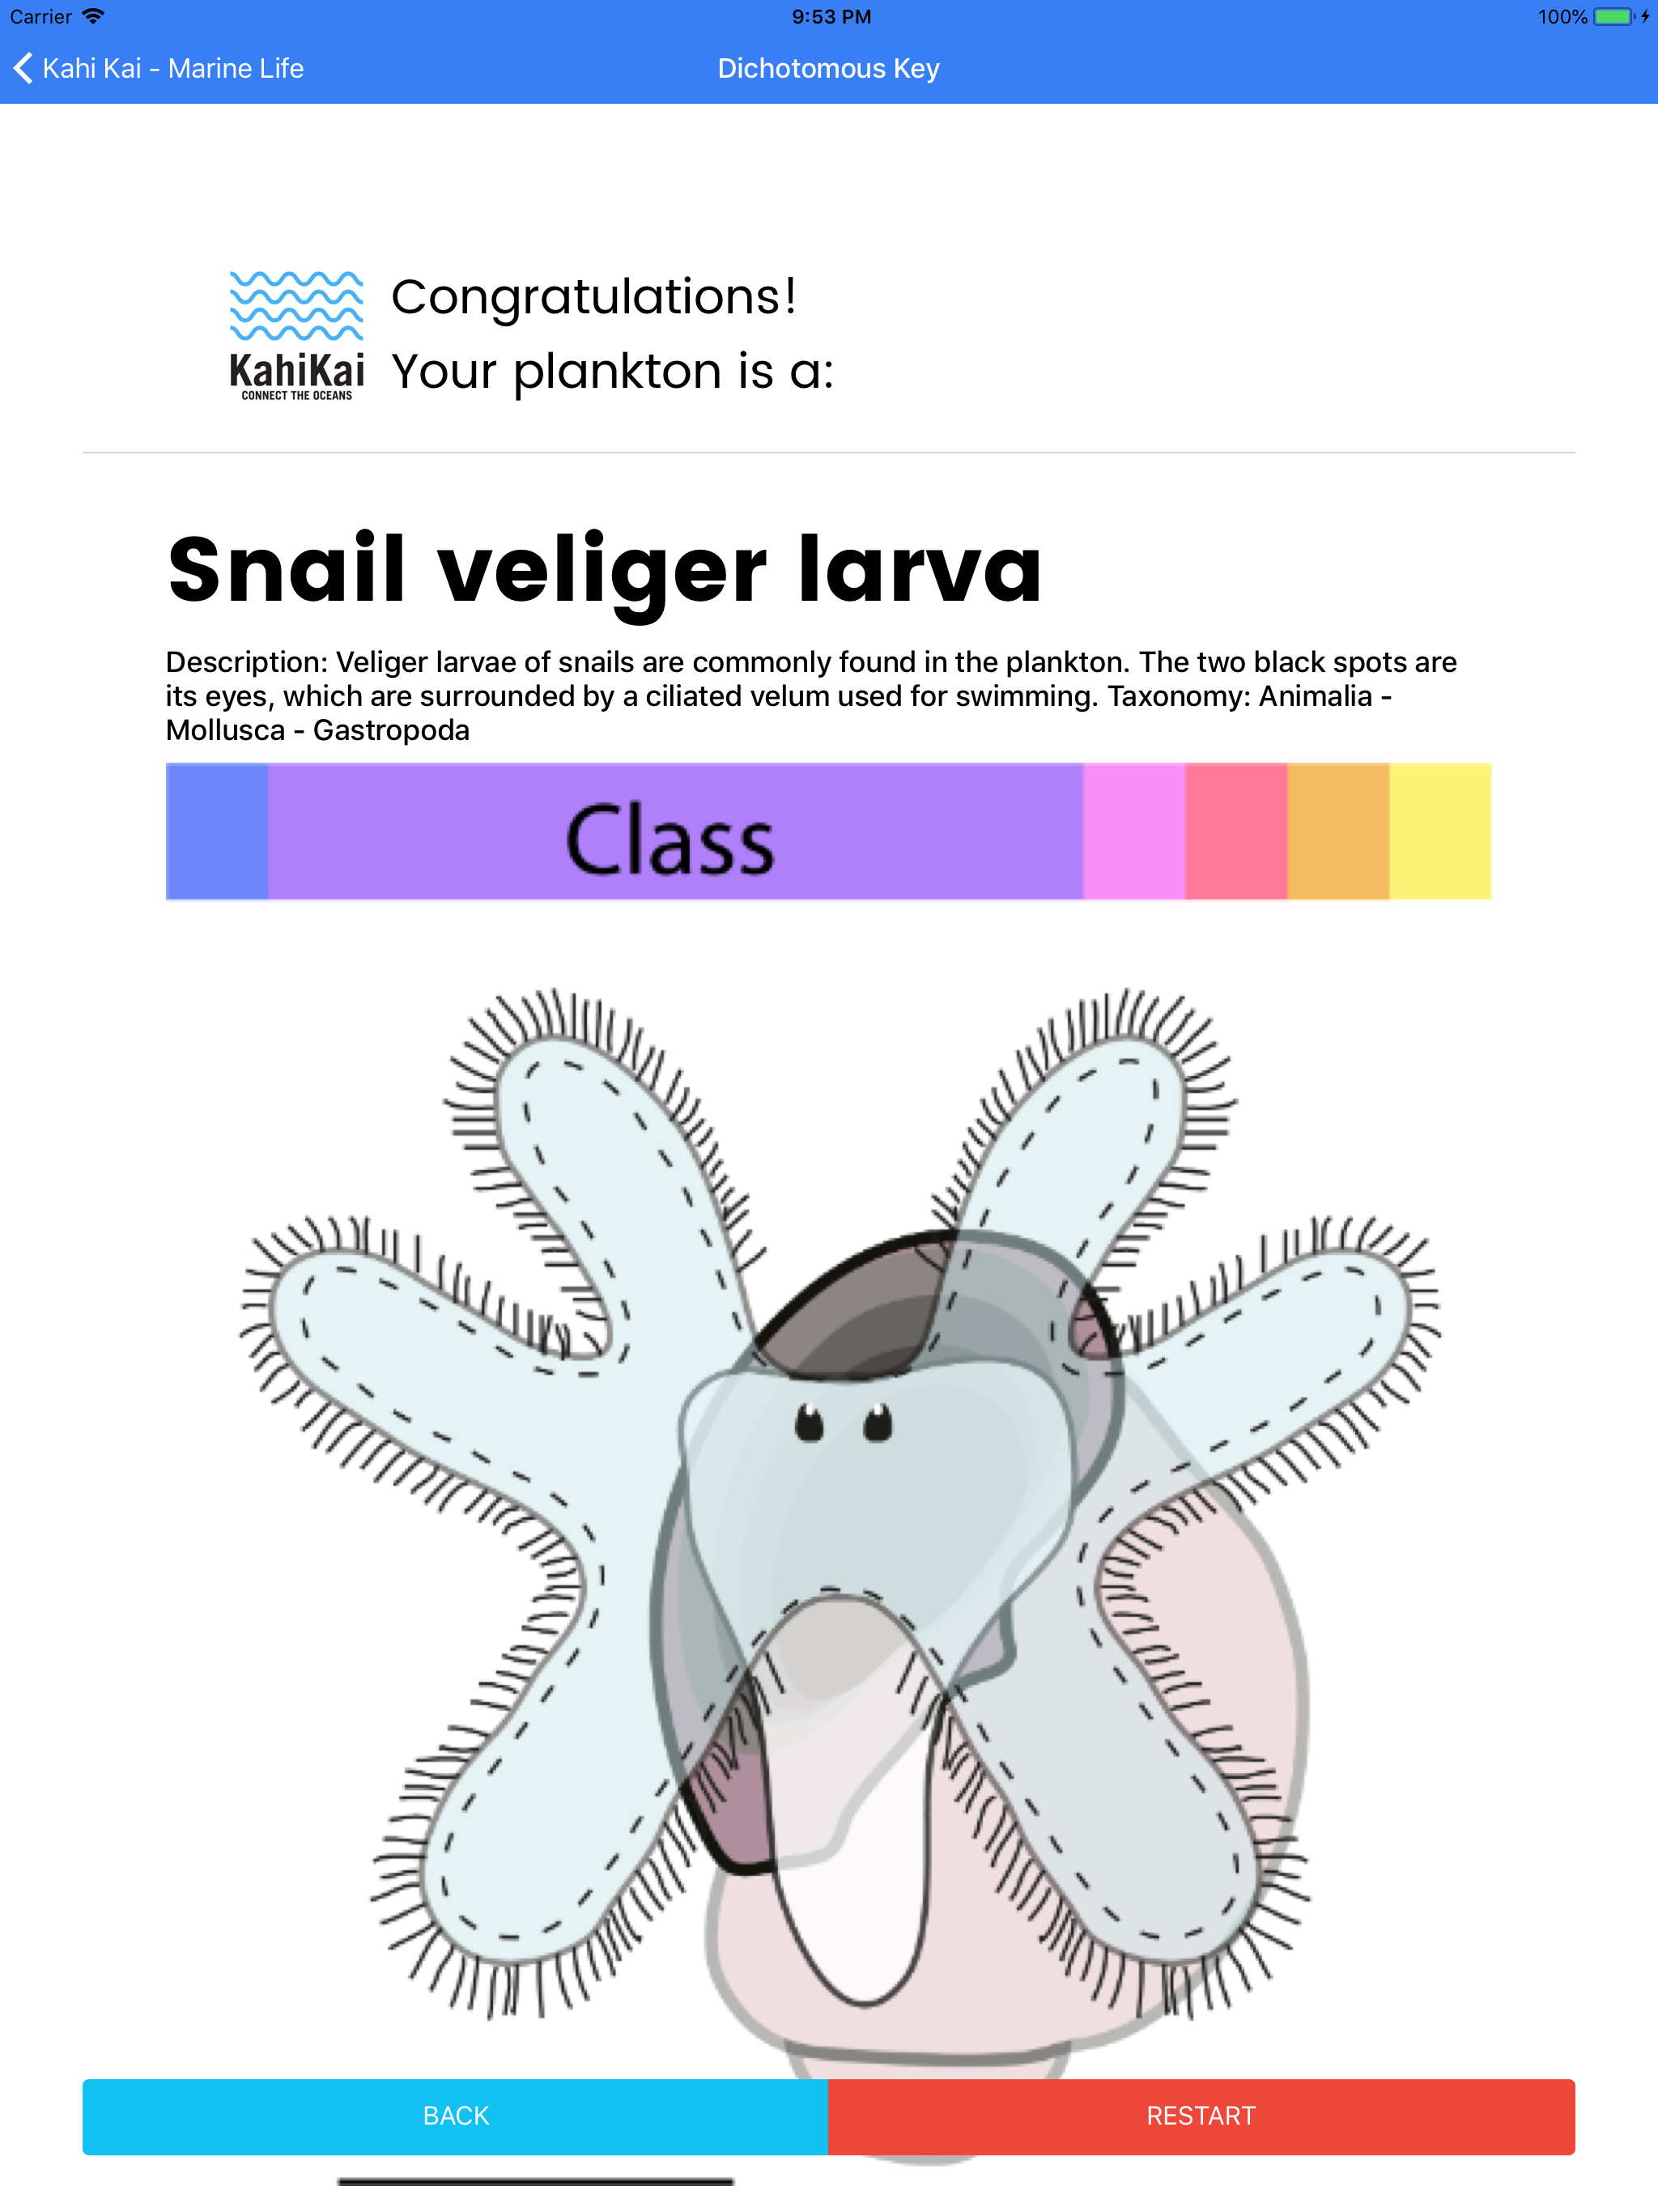 Carrier 9:53 PM 100%
Kahi Kai - Marine Life Dichotomous Key
Congratulations!
KahiKai Your plankton is a:
CONNECT THE OCEANS
Snail veliger larva
Description: Veliger larvae of snails are commonly found in the plankton. The two black spots are
its eyes, which are surrounded by a ciliated velum used for swimming. Taxonomy: Animalia -
Mollusca - Gastropoda
Class
BACK RESTART